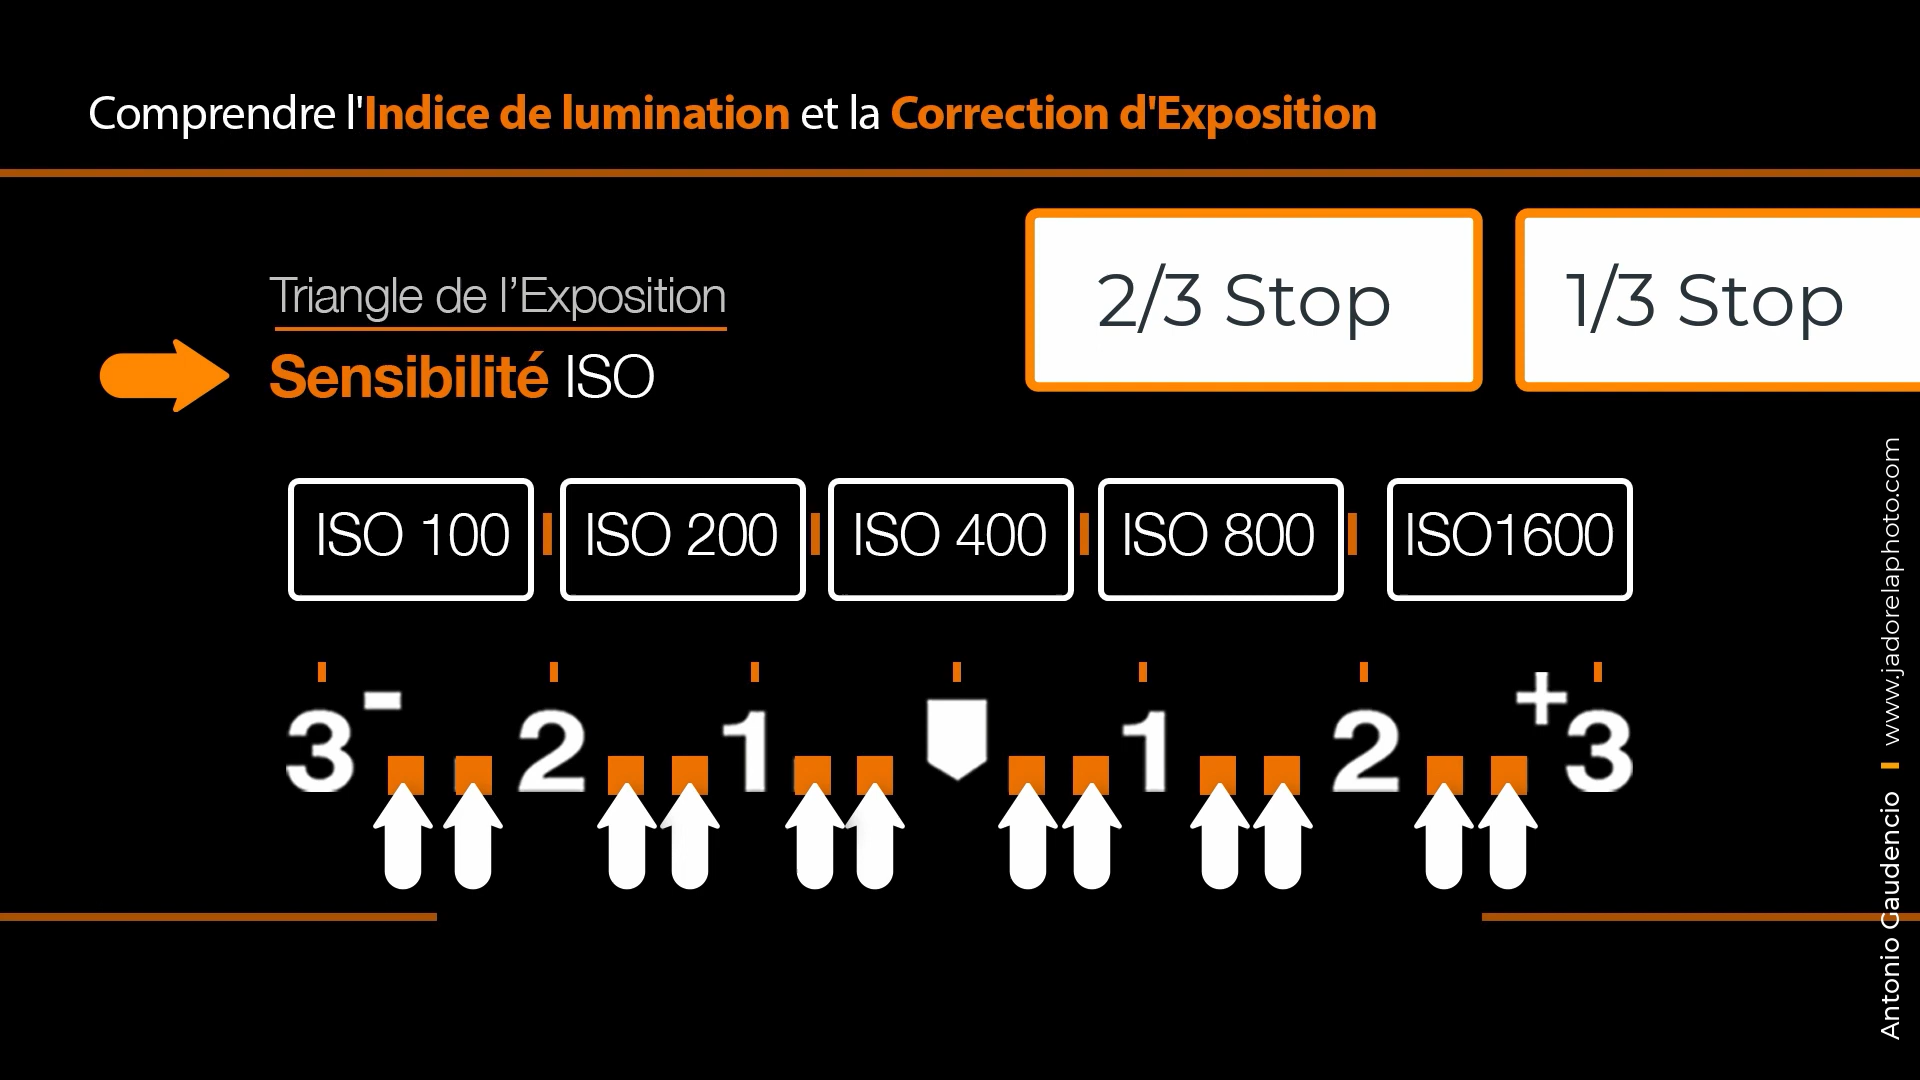 Comprendre l'Indice de lumination et la Correction d'Exposition
Triangle de l’Exposition
Sensibilité ISO
2/3 Stop
1/3 Stop
ISO 100
ISO 200
ISO 400
ISO 800
ISO1600
3 - 2 1 1 2 + 3
Antonio Gaudencio
www.jadorelaphoto.com